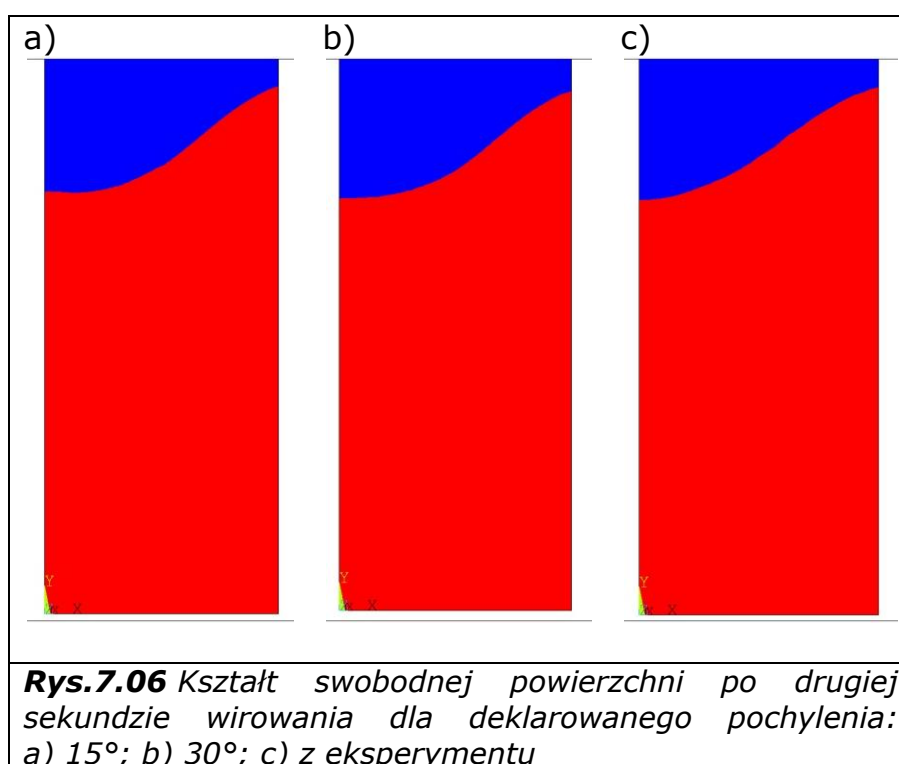 a) b) c)
Y Y Y
X X X
Rys.7.06 Kształt swobodnej powierzchni po drugiej
sekundzie wirowania dla deklarowanego pochylenia:
a) 15°; b) 30°; c) z eksperymentu